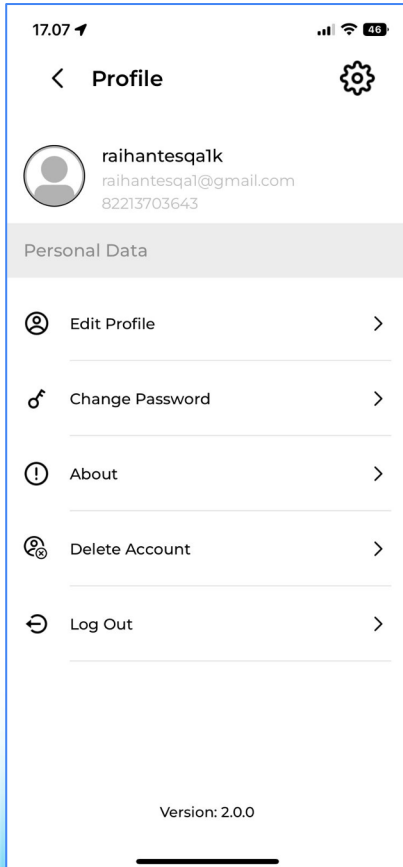 17.07
46
Profile
raihantesqa1k
raihantesqa1@gmail.com
82213703643
Personal Data
Edit Profile
Change Password
About
Delete Account
Log Out
Version: 2.0.0